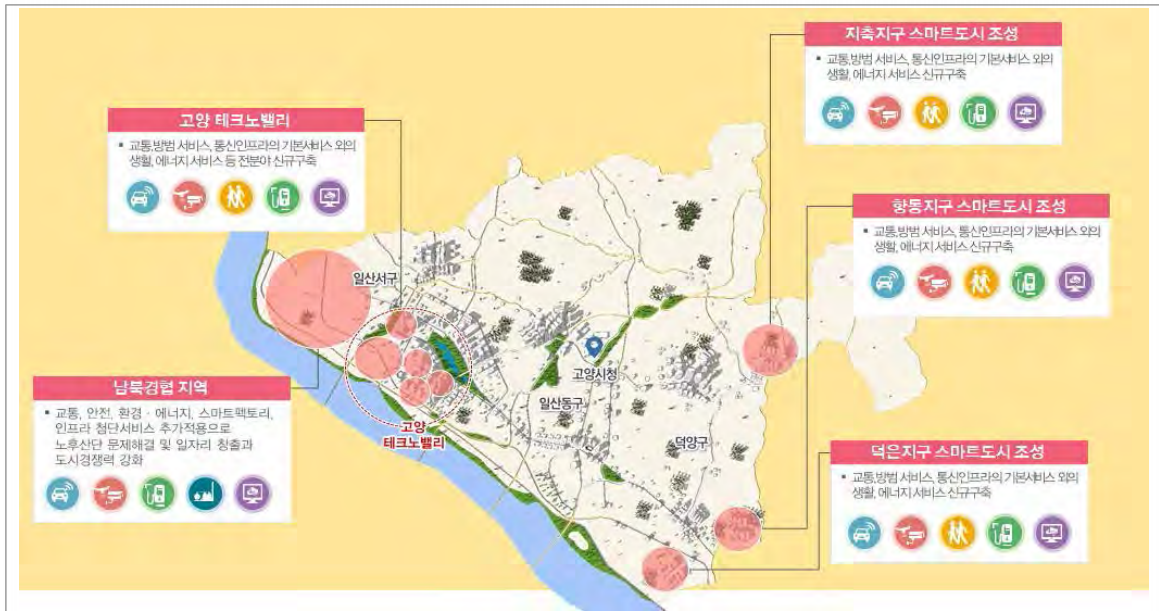 지축지구 스마트도시 조성
▪ 교통,방범 서비스, 통신인프라의 기본서비스 외의
생활, 에너지 서비스 신규구축
고양 테크노밸리
▪ 교통,방범 서비스, 통신인프라의 기본서비스 외의
생활, 에너지 서비스 등 전분야 신규구축
항동지구 스마트도시 조성
▪ 교통,방범 서비스, 통신인프라의 기본서비스 외의
생활, 에너지 서비스 신규구축
일산서구
고양시청
일산동구
덕양구
고양
테크노밸리
남북경협 지역
▪ 교통, 안전, 환경 · 에너지, 스마트팩토리,
인프라 첨단서비스 추가적용으로
노후산단 문제해결 및 일자리 창출과
도시경쟁력 강화
덕은지구 스마트도시 조성
▪ 교통,방범 서비스, 통신인프라의 기본서비스 외의
생활, 에너지 서비스 신규구축